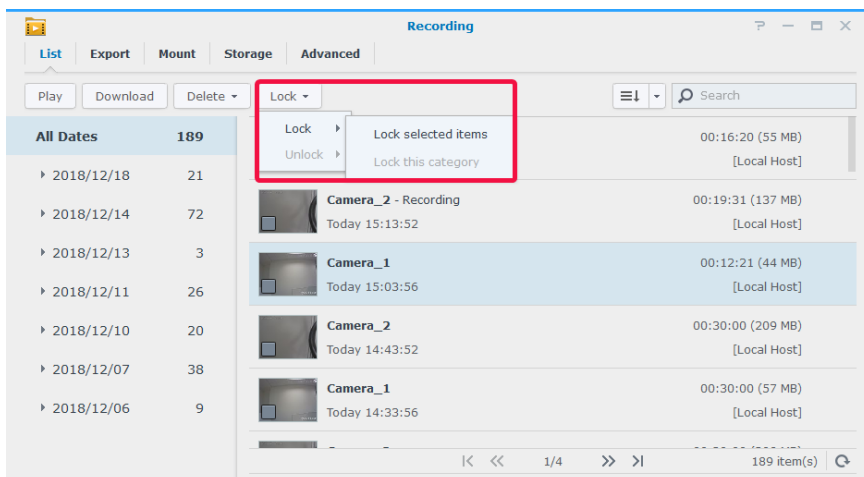 Recording
List Export Mount Storage Advanced
Play Download Delete Lock Search
All Dates 189
2018/12/18 21
2018/12/14 72
2018/12/13 3
2018/12/11 26
2018/12/10 20
2018/12/07 38
2018/12/06 9
Lock
Unlock
Lock selected items
Lock this category
00:16:20 (55 MB)
[Local Host]
Camera_2 - Recording 00:19:31 (137 MB)
Today 15:13:52 [Local Host]
Camera_1 00:12:21 (44 MB)
Today 15:03:56 [Local Host]
Camera_2 00:30:00 (209 MB)
Today 14:43:52 [Local Host]
Camera_1 00:30:00 (57 MB)
Today 14:33:56 [Local Host]
1/4 189 item(s)